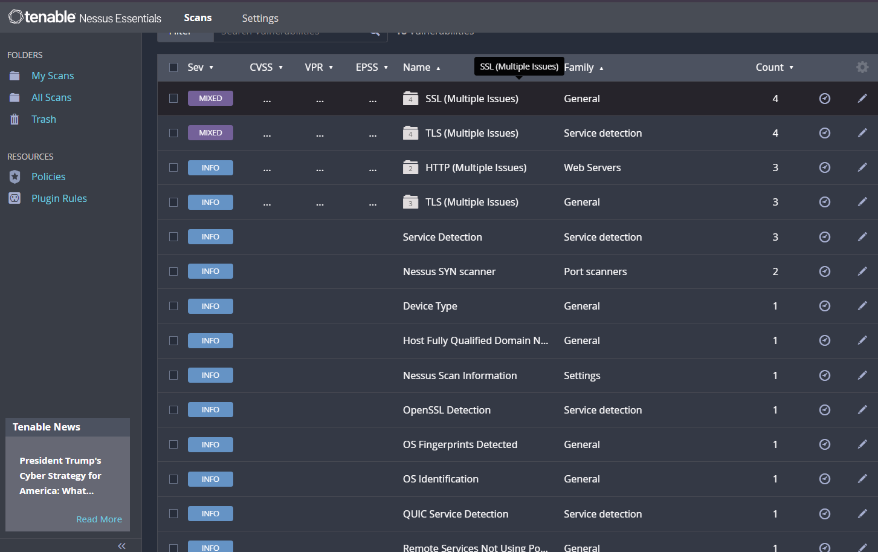 tenable Nessus Essentials Scans Settings
FOLDERS
My Scans
All Scans
Trash
RESOURCES
Policies
Plugin Rules
Tenable News
President Trump's
Cyber Strategy for
America: What...
Read More
Filter Search Vulnerabilities Vulnerabilities
SSL (Multiple Issues)
Sev CVSS VPR EPSS Name Family Count
MIXED ... ... ... 4 SSL (Multiple Issues) General 4
MIXED ... ... ... 4 TLS (Multiple Issues) Service detection 4
INFO ... ... ... 2 HTTP (Multiple Issues) Web Servers 3
INFO ... ... ... 3 TLS (Multiple Issues) General 3
INFO Service Detection Service detection 3
INFO Nessus SYN scanner Port scanners 2
INFO Device Type General 1
INFO Host Fully Qualified Domain N... General 1
INFO Nessus Scan Information Settings 1
INFO OpenSSL Detection Service detection 1
INFO OS Fingerprints Detected General 1
INFO OS Identification General 1
INFO QUIC Service Detection Service detection 1
INFO Remote Services Not Using Po... General 1